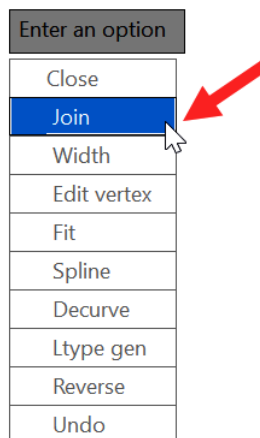 Enter an option
Close
Join
Width
Edit vertex
Fit
Spline
Decurve
Ltype gen
Reverse
Undo